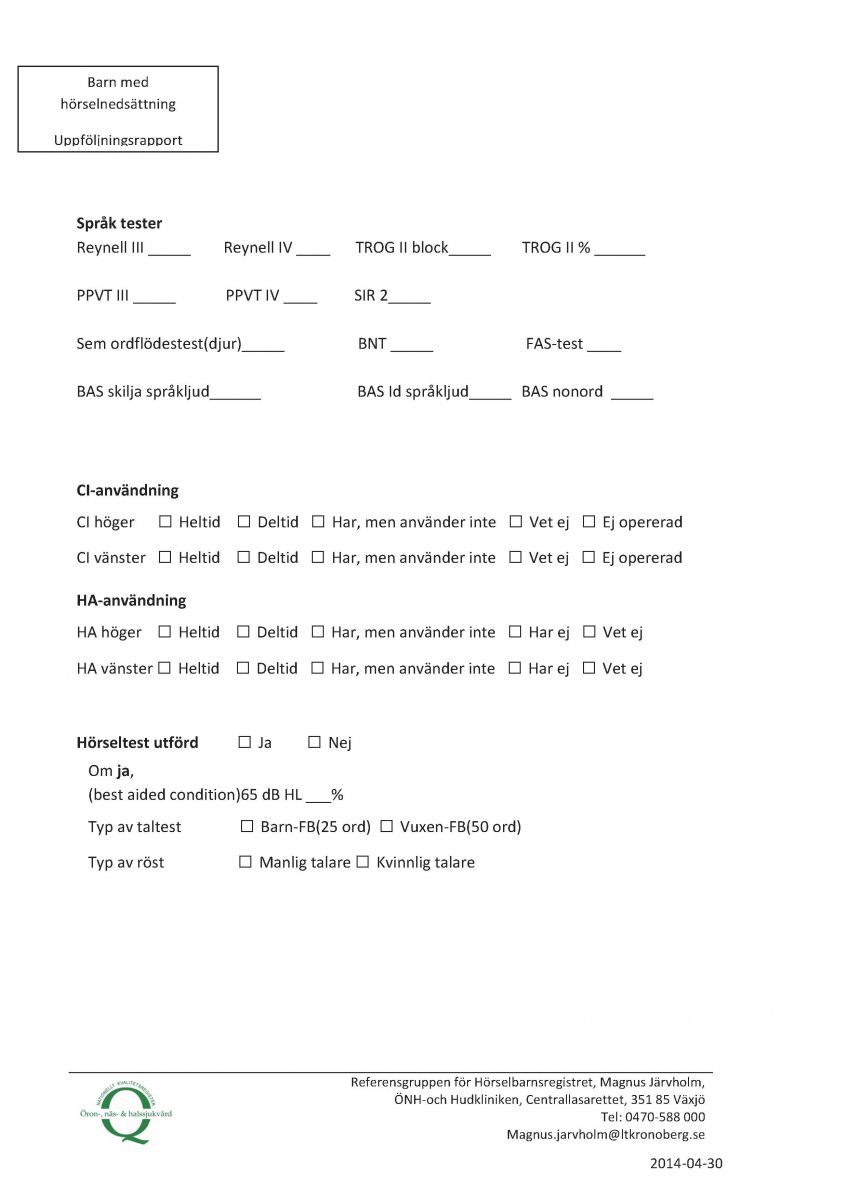 Barn med
hörselnedsättning
Uppföljningsrapport
Språk tester
Reynell III _____ Reynell IV ____ TROG II block_____ TROG II % ______
PPVT III _____ PPVT IV ____ SIR 2_____
Sem ordflödestest(djur)_____ BNT _____ FAS-test ____
BAS skilja språkljud______ BAS Id språkljud_____ BAS nonord _____
CI-användning
CI höger ☐ Heltid ☐ Deltid ☐ Har, men använder inte ☐ Vet ej ☐ Ej opererad
CI vänster ☐ Heltid ☐ Deltid ☐ Har, men använder inte ☐ Vet ej ☐ Ej opererad
HA-användning
HA höger ☐ Heltid ☐ Deltid ☐ Har, men använder inte ☐ Har ej ☐ Vet ej
HA vänster ☐ Heltid ☐ Deltid ☐ Har, men använder inte ☐ Har ej ☐ Vet ej
Hörseltest utförd ☐ Ja ☐ Nej
Om ja,
(best aided condition)65 dB HL ___%
Typ av taltest ☐ Barn-FB(25 ord) ☐ Vuxen-FB(50 ord)
Typ av röst ☐ Manlig talare ☐ Kvinnlig talare
NATIONELLT KVALITETSREGISTER
Öron-, näs- & halssjukvård
Referensgruppen för Hörselbarnsregistret, Magnus Järvholm,
ÖNH-och Hudkliniken, Centrallasarettet, 351 85 Växjö
Tel: 0470-588 000
Magnus.jarvholm@ltkronoberg.se
2014-04-30